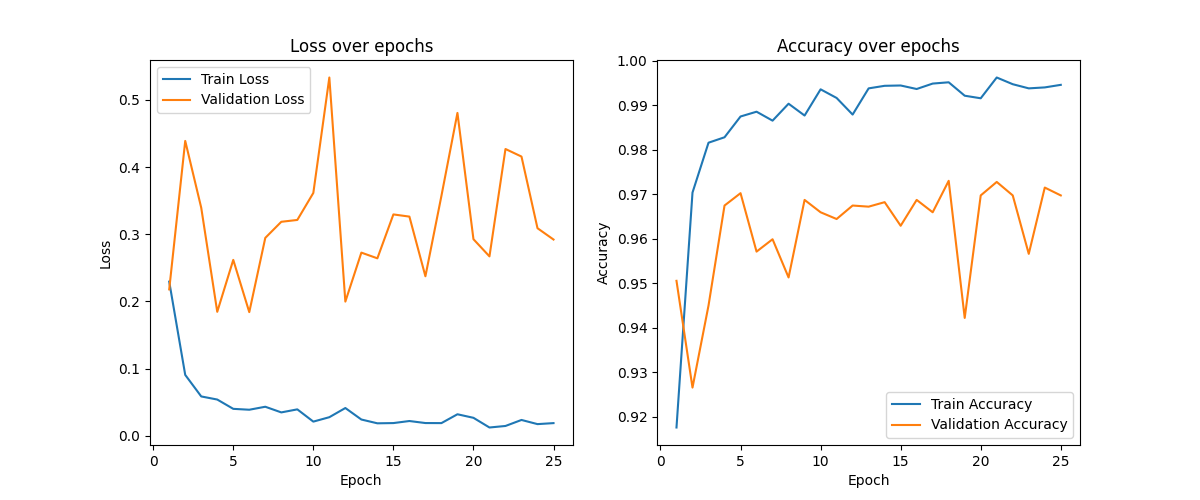 Loss over epochs
Train Loss
Validation Loss
0.5
0.4
0.3
0.2
0.1
0.0
Loss
0
5
10
15
20
25
Epoch
Accuracy over epochs
1.00
0.99
0.98
0.97
0.96
0.95
0.94
0.93
0.92
Accuracy
Train Accuracy
Validation Accuracy
0
5
10
15
20
25
Epoch